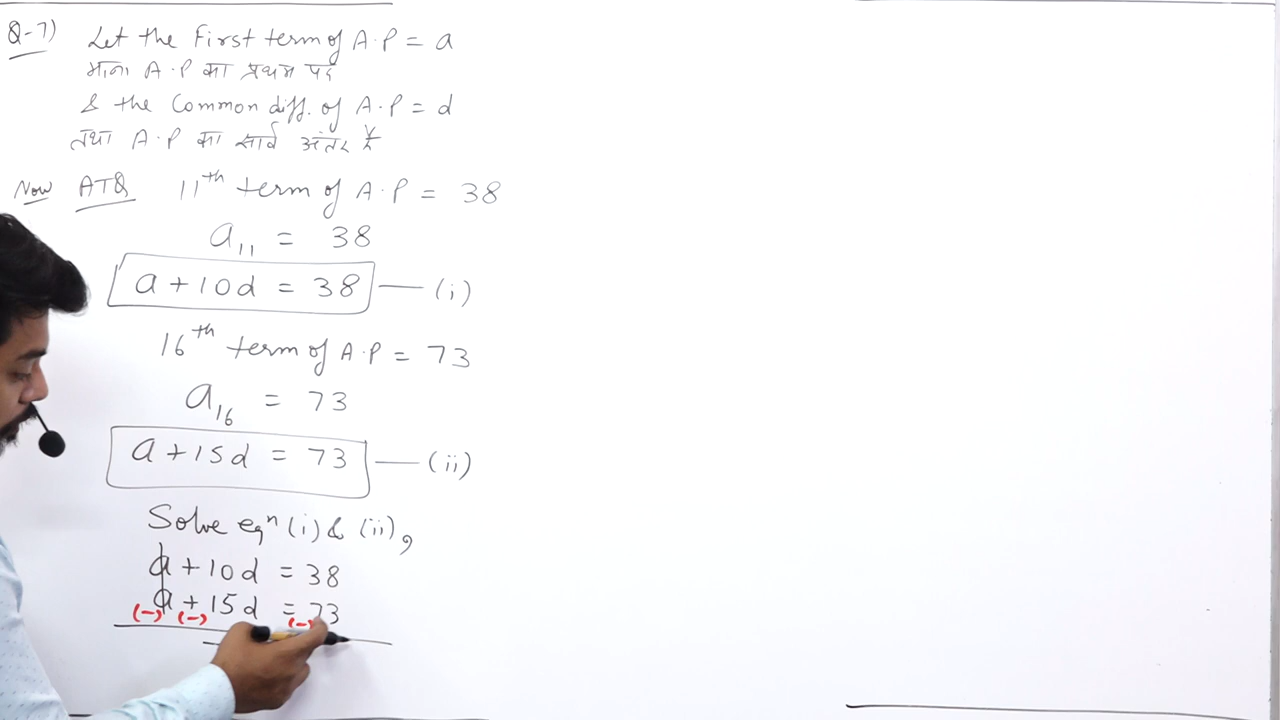 Q-7) Let the First term of A.P = a
माना A.P का प्रथम पद
& the Common diff. of A.P = d
तथा A.P का सार्व अंतर है
Now ATQ 11th term of A.P = 38
a11 = 38
a + 10d = 38 — (i)
16th term of A.P = 73
a16 = 73
a + 15d = 73 — (ii)
Solve eqn (i) & (ii),
a + 10d = 38
a + 15d = 73
(-) (-) (-)